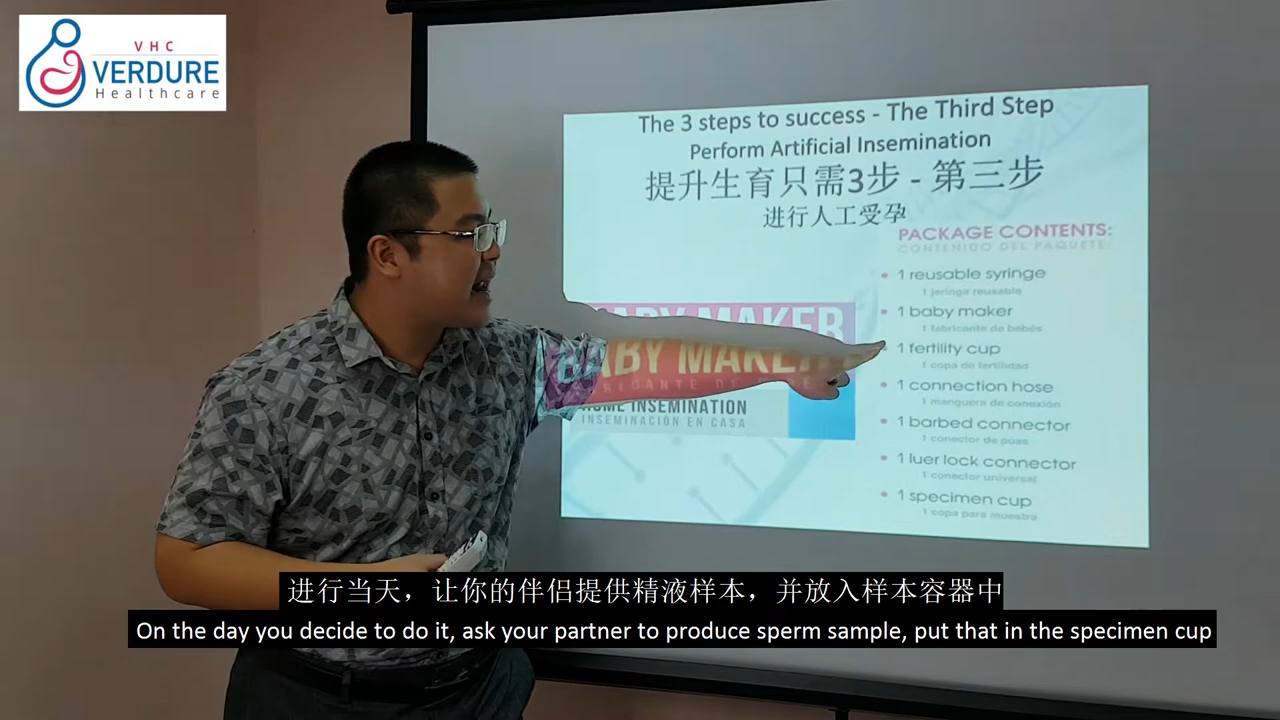 VHC
VERDURE
Healthcare
The 3 steps to success - The Third Step
Perform Artificial Insemination
提升生育只需3步 - 第三步
进行人工受孕
PACKAGE CONTENTS:
CONTENIDO DEL PAQUETE:
1 reusable syringe
1 jeringa reusable
1 baby maker
1 fabricante de bebés
1 fertility cup
1 copa de fertilidad
1 connection hose
1 manguera de conexión
1 barbed connector
1 conector de púas
1 luer lock connector
1 conector universal
1 specimen cup
1 copa para muestra
BABY MAKER
BABY MAKER
HOME INSEMINATION
INSEMINACIÓN EN CASA
进行当天，让你的伴侣提供精液样本，并放入样本容器中
On the day you decide to do it, ask your partner to produce sperm sample, put that in the specimen cup